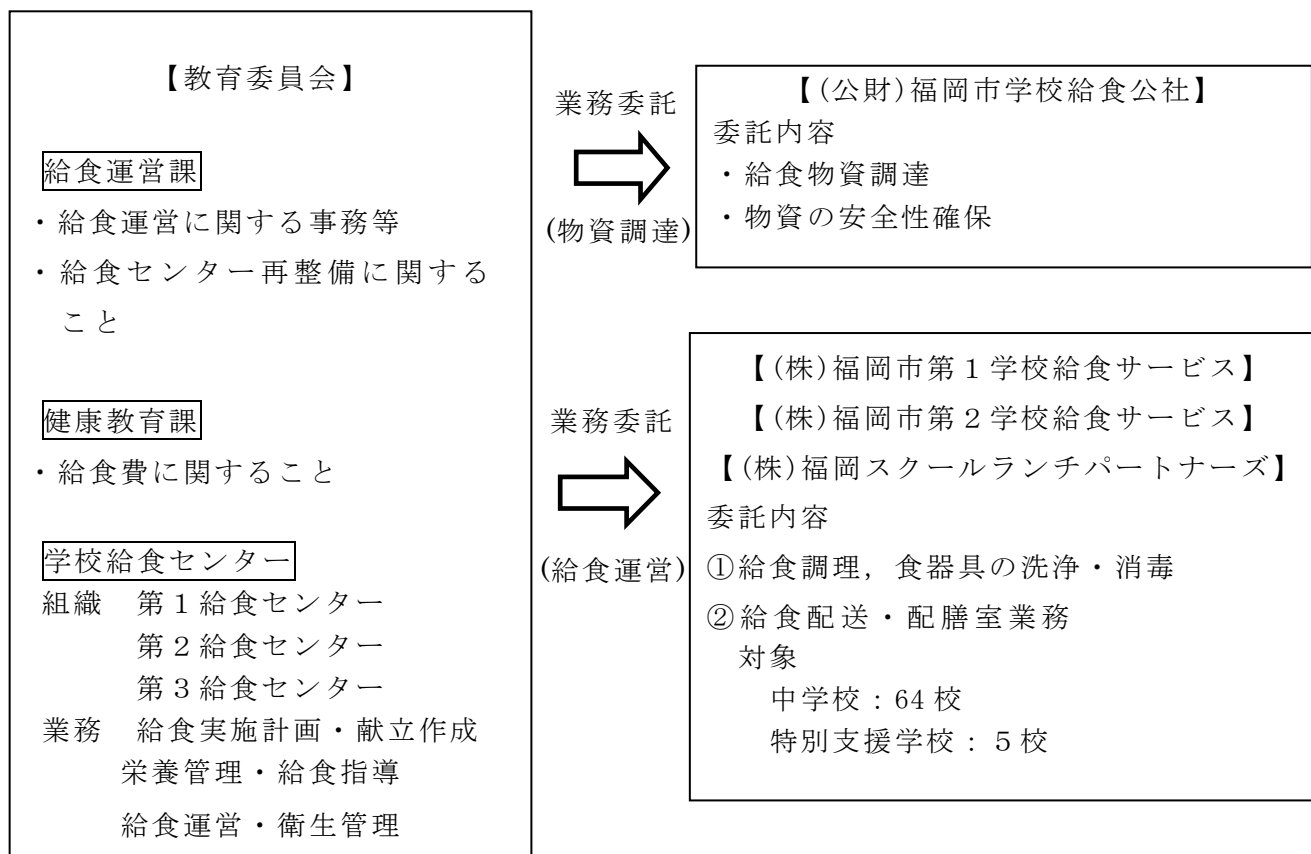 【教育委員会】
給食運営課
・給食運営に関する事務等
・給食センター再整備に関する
こと
健康教育課
・給食費に関すること
学校給食センター
組織　第１給食センター
第２給食センター
第３給食センター
業務　給食実施計画・献立作成
栄養管理・給食指導
給食運営・衛生管理
業務委託
(物資調達)
【(公財)福岡市学校給食公社】
委託内容
・給食物資調達
・物資の安全性確保
業務委託
(給食運営)
【(株)福岡市第１学校給食サービス】
【(株)福岡市第２学校給食サービス】
【(株)福岡スクールランチパートナーズ】
委託内容
①給食調理，食器具の洗浄・消毒
②給食配送・配膳室業務
対象
中学校：64校
特別支援学校：５校